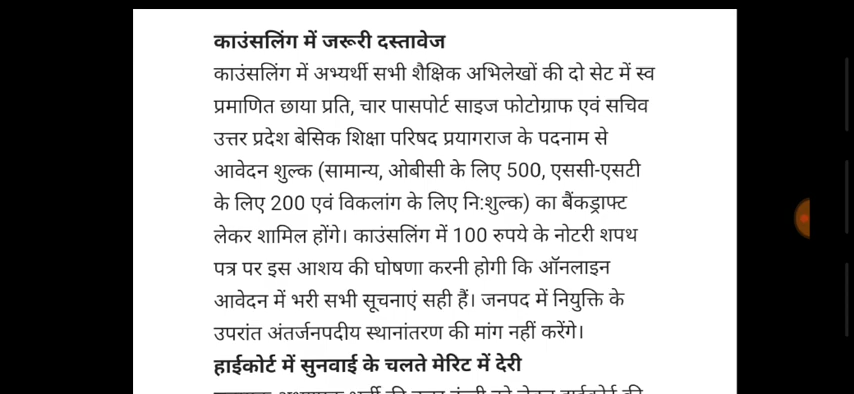 काउंसलिंग में जरूरी दस्तावेज
काउंसलिंग में अभ्यर्थी सभी शैक्षिक अभिलेखों की दो सेट में स्व
प्रमाणित छाया प्रति, चार पासपोर्ट साइज फोटोग्राफ एवं सचिव
उत्तर प्रदेश बेसिक शिक्षा परिषद प्रयागराज के पदनाम से
आवेदन शुल्क (सामान्य, ओबीसी के लिए 500, एससी-एसटी
के लिए 200 एवं विकलांग के लिए नि:शुल्क) का बैंकड्राफ्ट
लेकर शामिल होंगे। काउंसलिंग में 100 रुपये के नोटरी शपथ
पत्र पर इस आशय की घोषणा करनी होगी कि ऑनलाइन
आवेदन में भरी सभी सूचनाएं सही हैं। जनपद में नियुक्ति के
उपरांत अंतर्जनपदीय स्थानांतरण की मांग नहीं करेंगे।
हाईकोर्ट में सुनवाई के चलते मेरिट में देरी